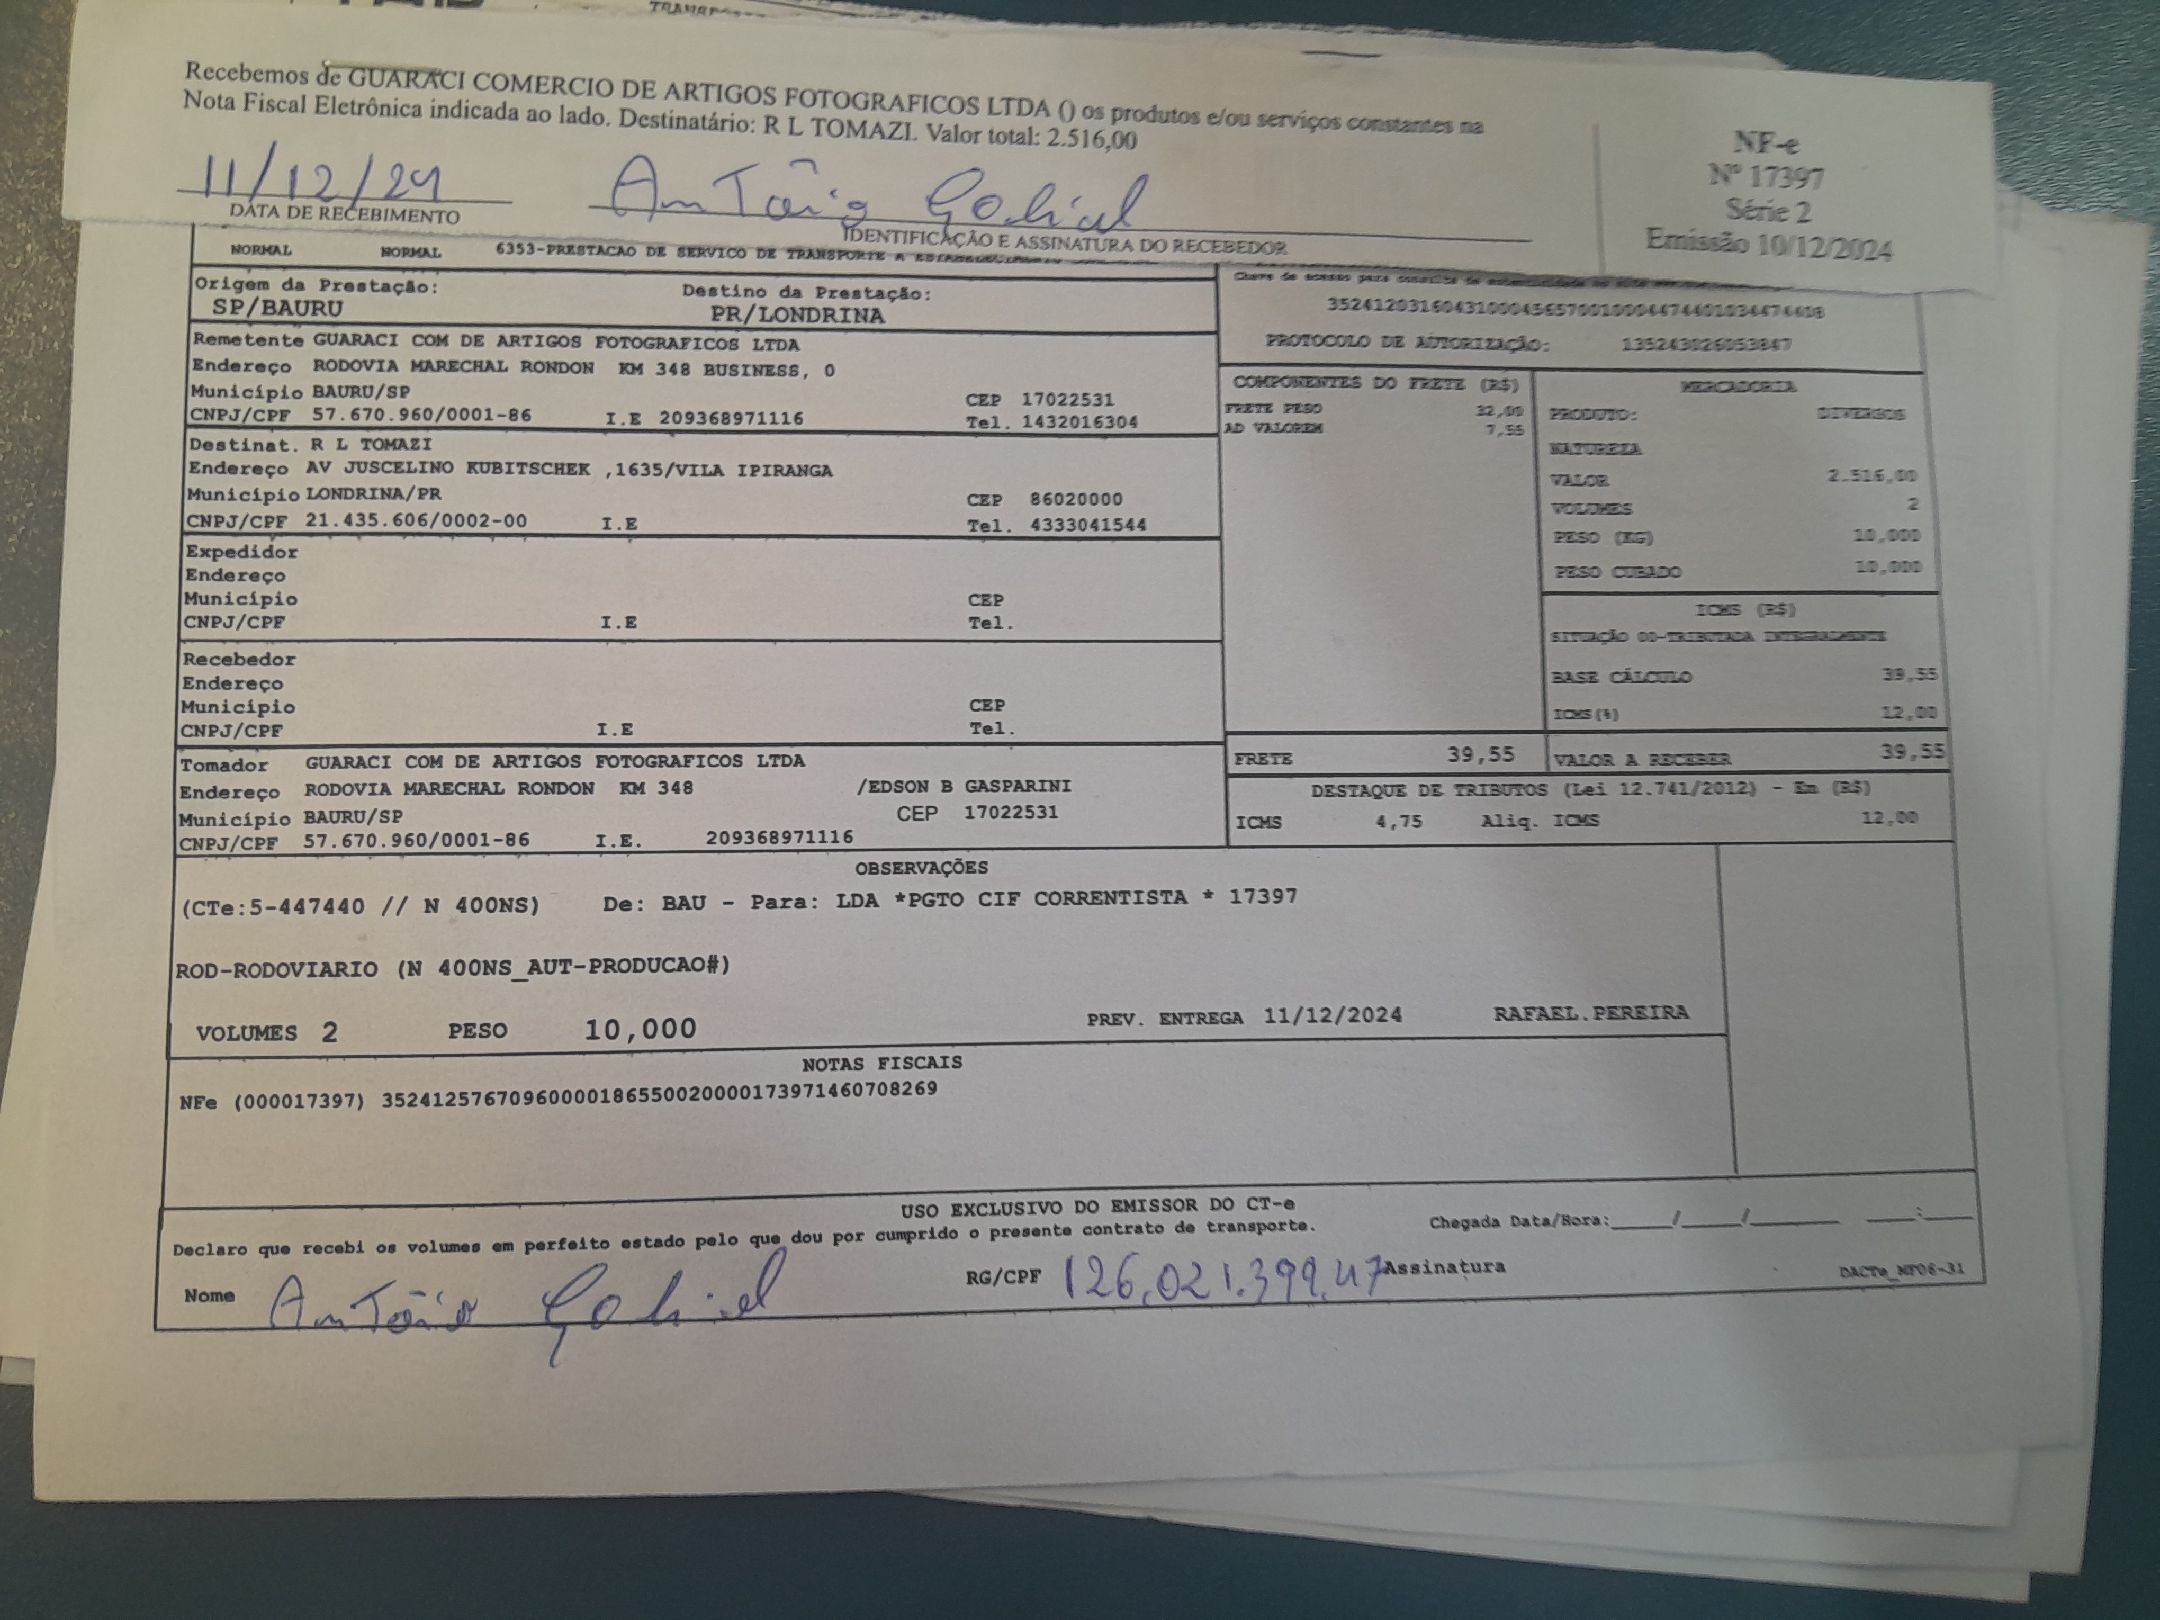 Recebemos de GUARACI COMERCIO DE ARTIGOS FOTOGRAFICOS LTDA () os produtos e/ou serviços constantes na
Nota Fiscal Eletrônica indicada ao lado. Destinatário: R L TOMAZI. Valor total: 2.516,00
NF-e
Nº 17397
Série 2
Emissão 10/12/2024
11/12/24
DATA DE RECEBIMENTO
IDENTIFICAÇÃO E ASSINATURA DO RECEBEDOR
NORMAL NORMAL 6353-PRESTACAO DE SERVICO DE TRANSPORTE A
Origem da Prestação: Destino da Prestação:
SP/BAURU PR/LONDRINA
PROTOCOLO DE AUTORIZAÇÃO: 135243026053847
Remetente GUARACI COM DE ARTIGOS FOTOGRAFICOS LTDA
Endereço RODOVIA MARECHAL RONDON KM 348 BUSINESS, 0
Município BAURU/SP CEP 17022531
CNPJ/CPF 57.670.960/0001-86 I.E 209368971116 Tel. 1432016304
Destinat. R L TOMAZI
Endereço AV JUSCELINO KUBITSCHEK ,1635/VILA IPIRANGA
Município LONDRINA/PR CEP 86020000
CNPJ/CPF 21.435.606/0002-00 I.E Tel. 4333041544
Expedidor
Endereço
Município CEP
CNPJ/CPF I.E Tel.
Recebedor
Endereço
Município CEP
CNPJ/CPF I.E Tel.
Tomador GUARACI COM DE ARTIGOS FOTOGRAFICOS LTDA
Endereço RODOVIA MARECHAL RONDON KM 348 /EDSON B GASPARINI
Município BAURU/SP CEP 17022531
CNPJ/CPF 57.670.960/0001-86 I.E. 209368971116
COMPONENTES DO FRETE (R$)
FRETE PESO 32,00
AD VALOREM 7,55
MERCADORIA
PRODUTO: DIVERSOS
NATUREZA
VALOR 2.516,00
VOLUMES 2
PESO (KG) 10,000
PESO CUBADO 10,000
ICMS (R$)
SITUAÇÃO 00-TRIBUTADA INTEGRALMENTE
BASE CÁLCULO 39,55
ICMS(%) 12,00
FRETE 39,55 VALOR A RECEBER 39,55
DESTAQUE DE TRIBUTOS (Lei 12.741/2012) - Em (R$)
ICMS 4,75 Aliq. ICMS 12,00
OBSERVAÇÕES
(CTe:5-447440 // N 400NS) De: BAU - Para: LDA *PGTO CIF CORRENTISTA * 17397
ROD-RODOVIARIO (N 400NS_AUT-PRODUCAO#)
VOLUMES 2 PESO 10,000 PREV. ENTREGA 11/12/2024 RAFAEL.PEREIRA
NOTAS FISCAIS
NFe (000017397) 35241257670960000186550020000173971460708269
USO EXCLUSIVO DO EMISSOR DO CT-e
Declaro que recebi os volumes em perfeito estado pelo que dou por cumprido o presente contrato de transporte. Chegada Data/Hora:____/____/______ ____:____
Nome RG/CPF 126.021.399.47 Assinatura
DACTe_MF06-31